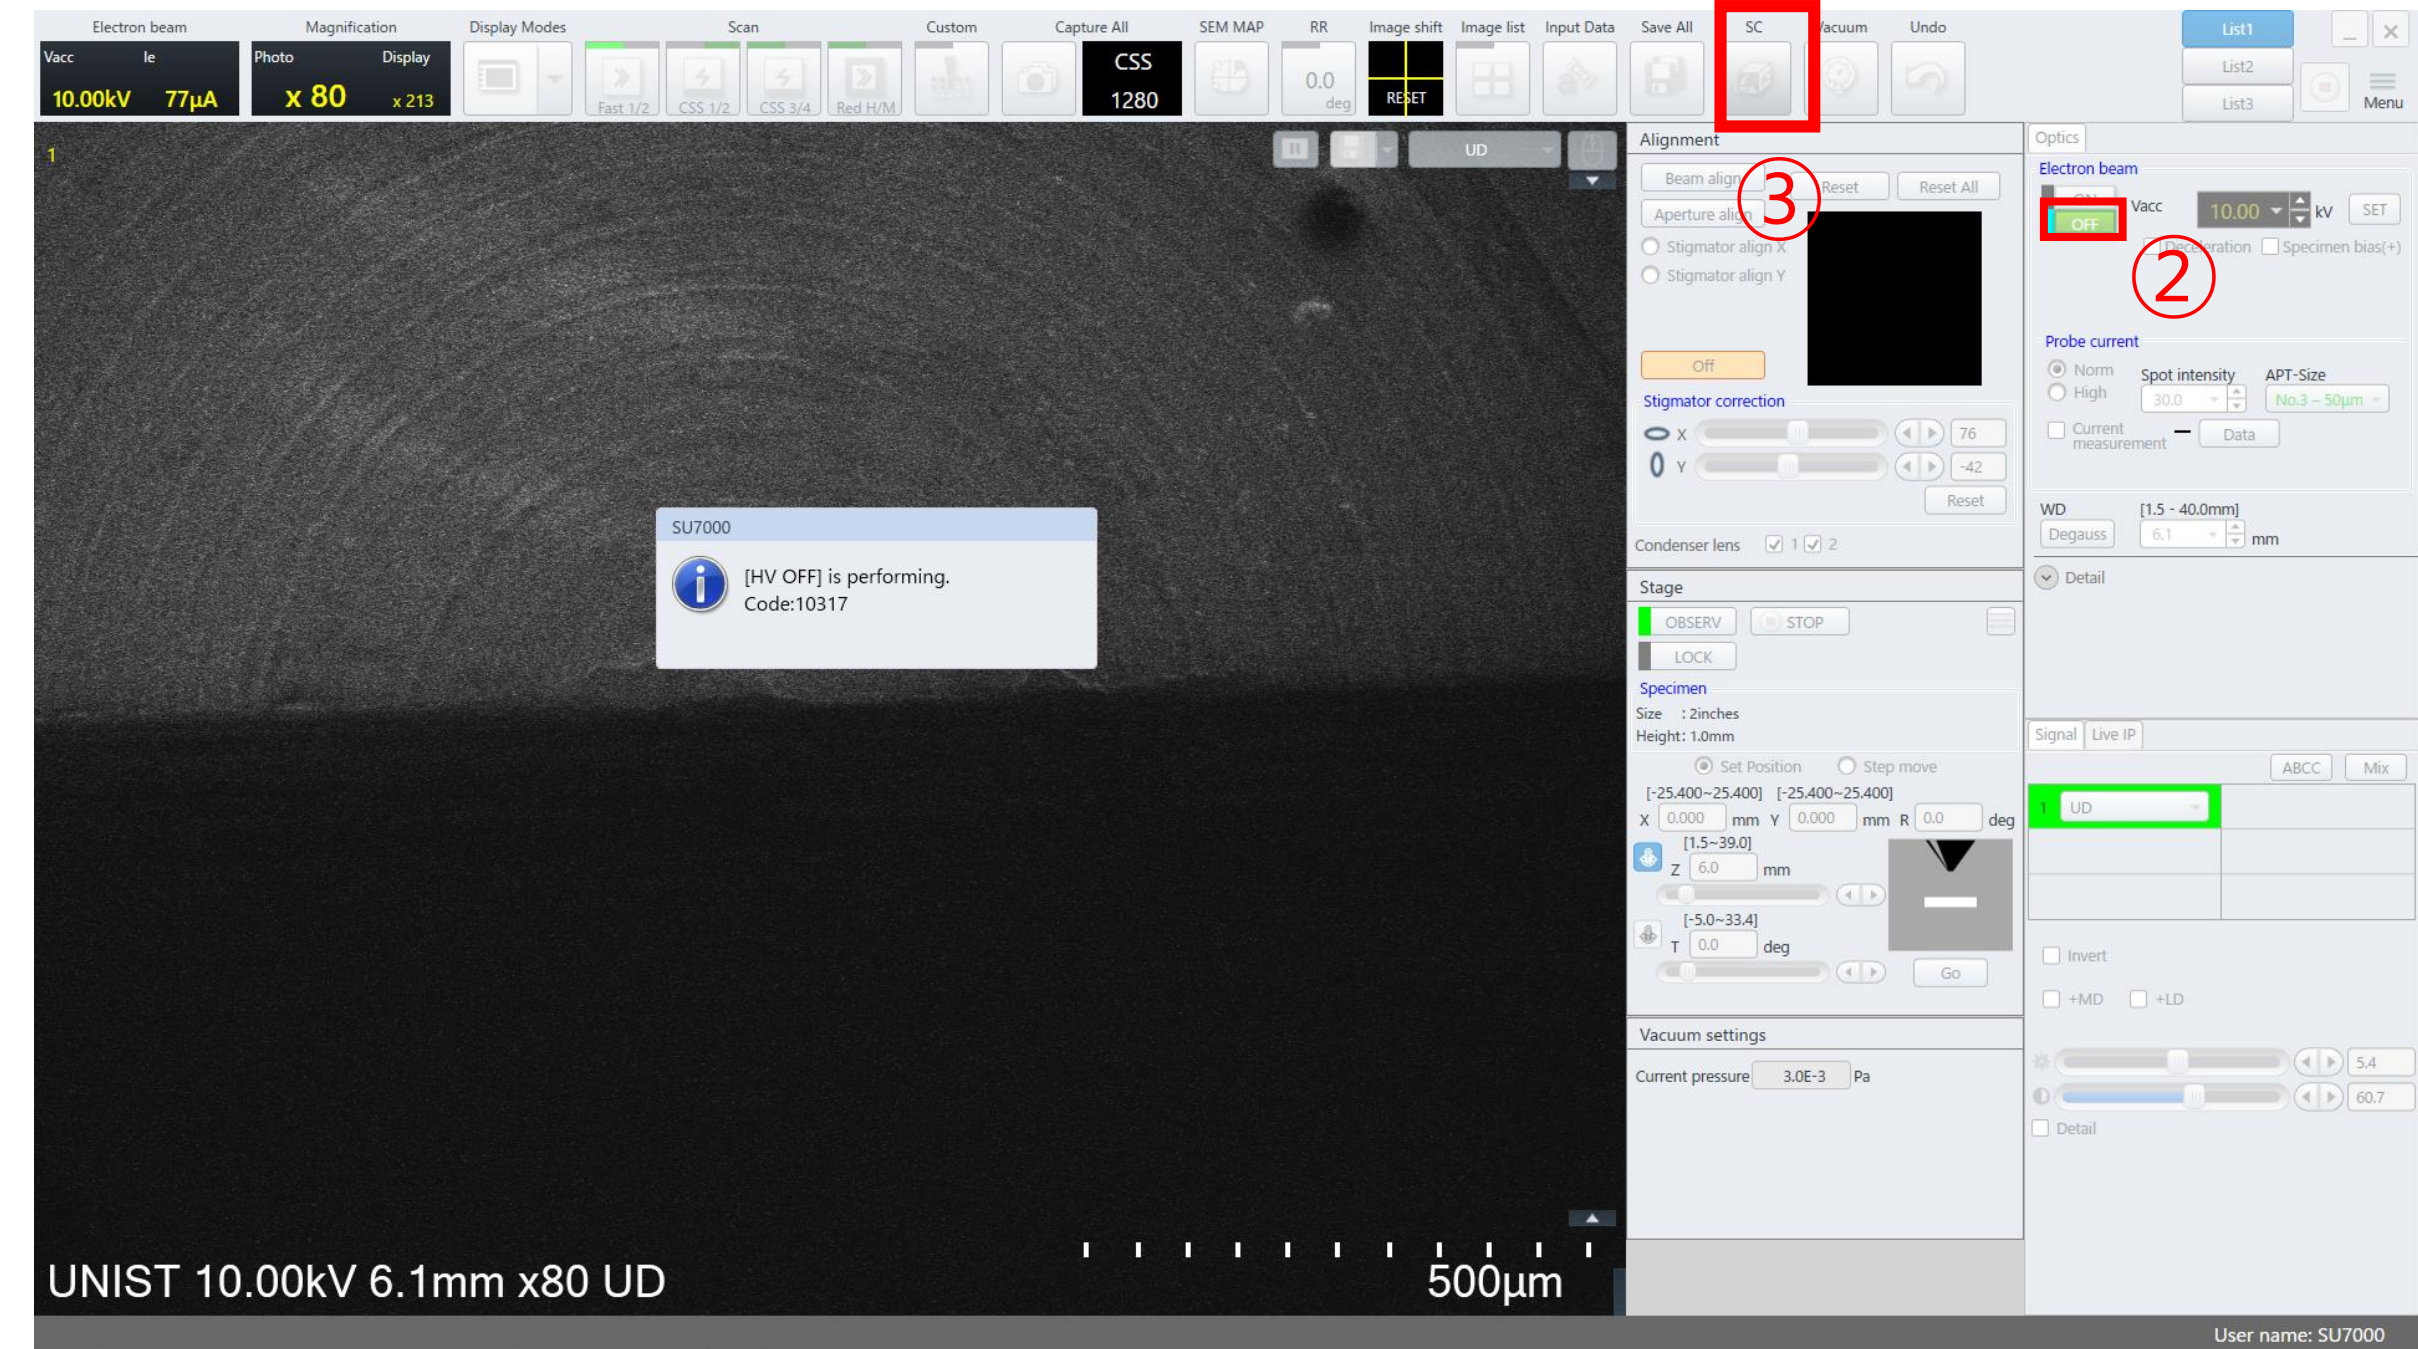 Electron beam Magnification Display Modes Scan Custom Capture All SEM MAP RR Image shift Image list Input Data Save All SC Vacuum Undo
Vacc Ie Photo Display
10.00kV 77µA x 80 x 213
Fast 1/2 CSS 1/2 CSS 3/4 Red H/M
CSS
1280
0.0
deg
RESET
List1
List2
List3
Menu
1
UD
Alignment
Beam align Reset Reset All
Aperture align
③
Stigmator align X
Stigmator align Y
Off
Stigmator correction
X 76
Y -42
Reset
Condenser lens 1 2
Optics
Electron beam
ON
OFF
Vacc 10.00 kV SET
Deceleration Specimen bias(+)
②
Probe current
Norm
High
Spot intensity APT-Size
30.0 No.3 – 50µm
Current
measurement
Data
WD [1.5 - 40.0mm]
Degauss 6.1 mm
Detail
SU7000
[HV OFF] is performing.
Code:10317
Stage
OBSERV STOP
LOCK
Specimen
Size : 2inches
Height: 1.0mm
Set Position Step move
[-25.400~25.400] [-25.400~25.400]
X 0.000 mm Y 0.000 mm R 0.0 deg
[1.5~39.0]
Z 6.0 mm
[-5.0~33.4]
T 0.0 deg
Go
Vacuum settings
Current pressure 3.0E-3 Pa
Signal Live IP
ABCC Mix
1 UD
Invert
+MD +LD
5.4
60.7
Detail
UNIST 10.00kV 6.1mm x80 UD
500µm
User name: SU7000